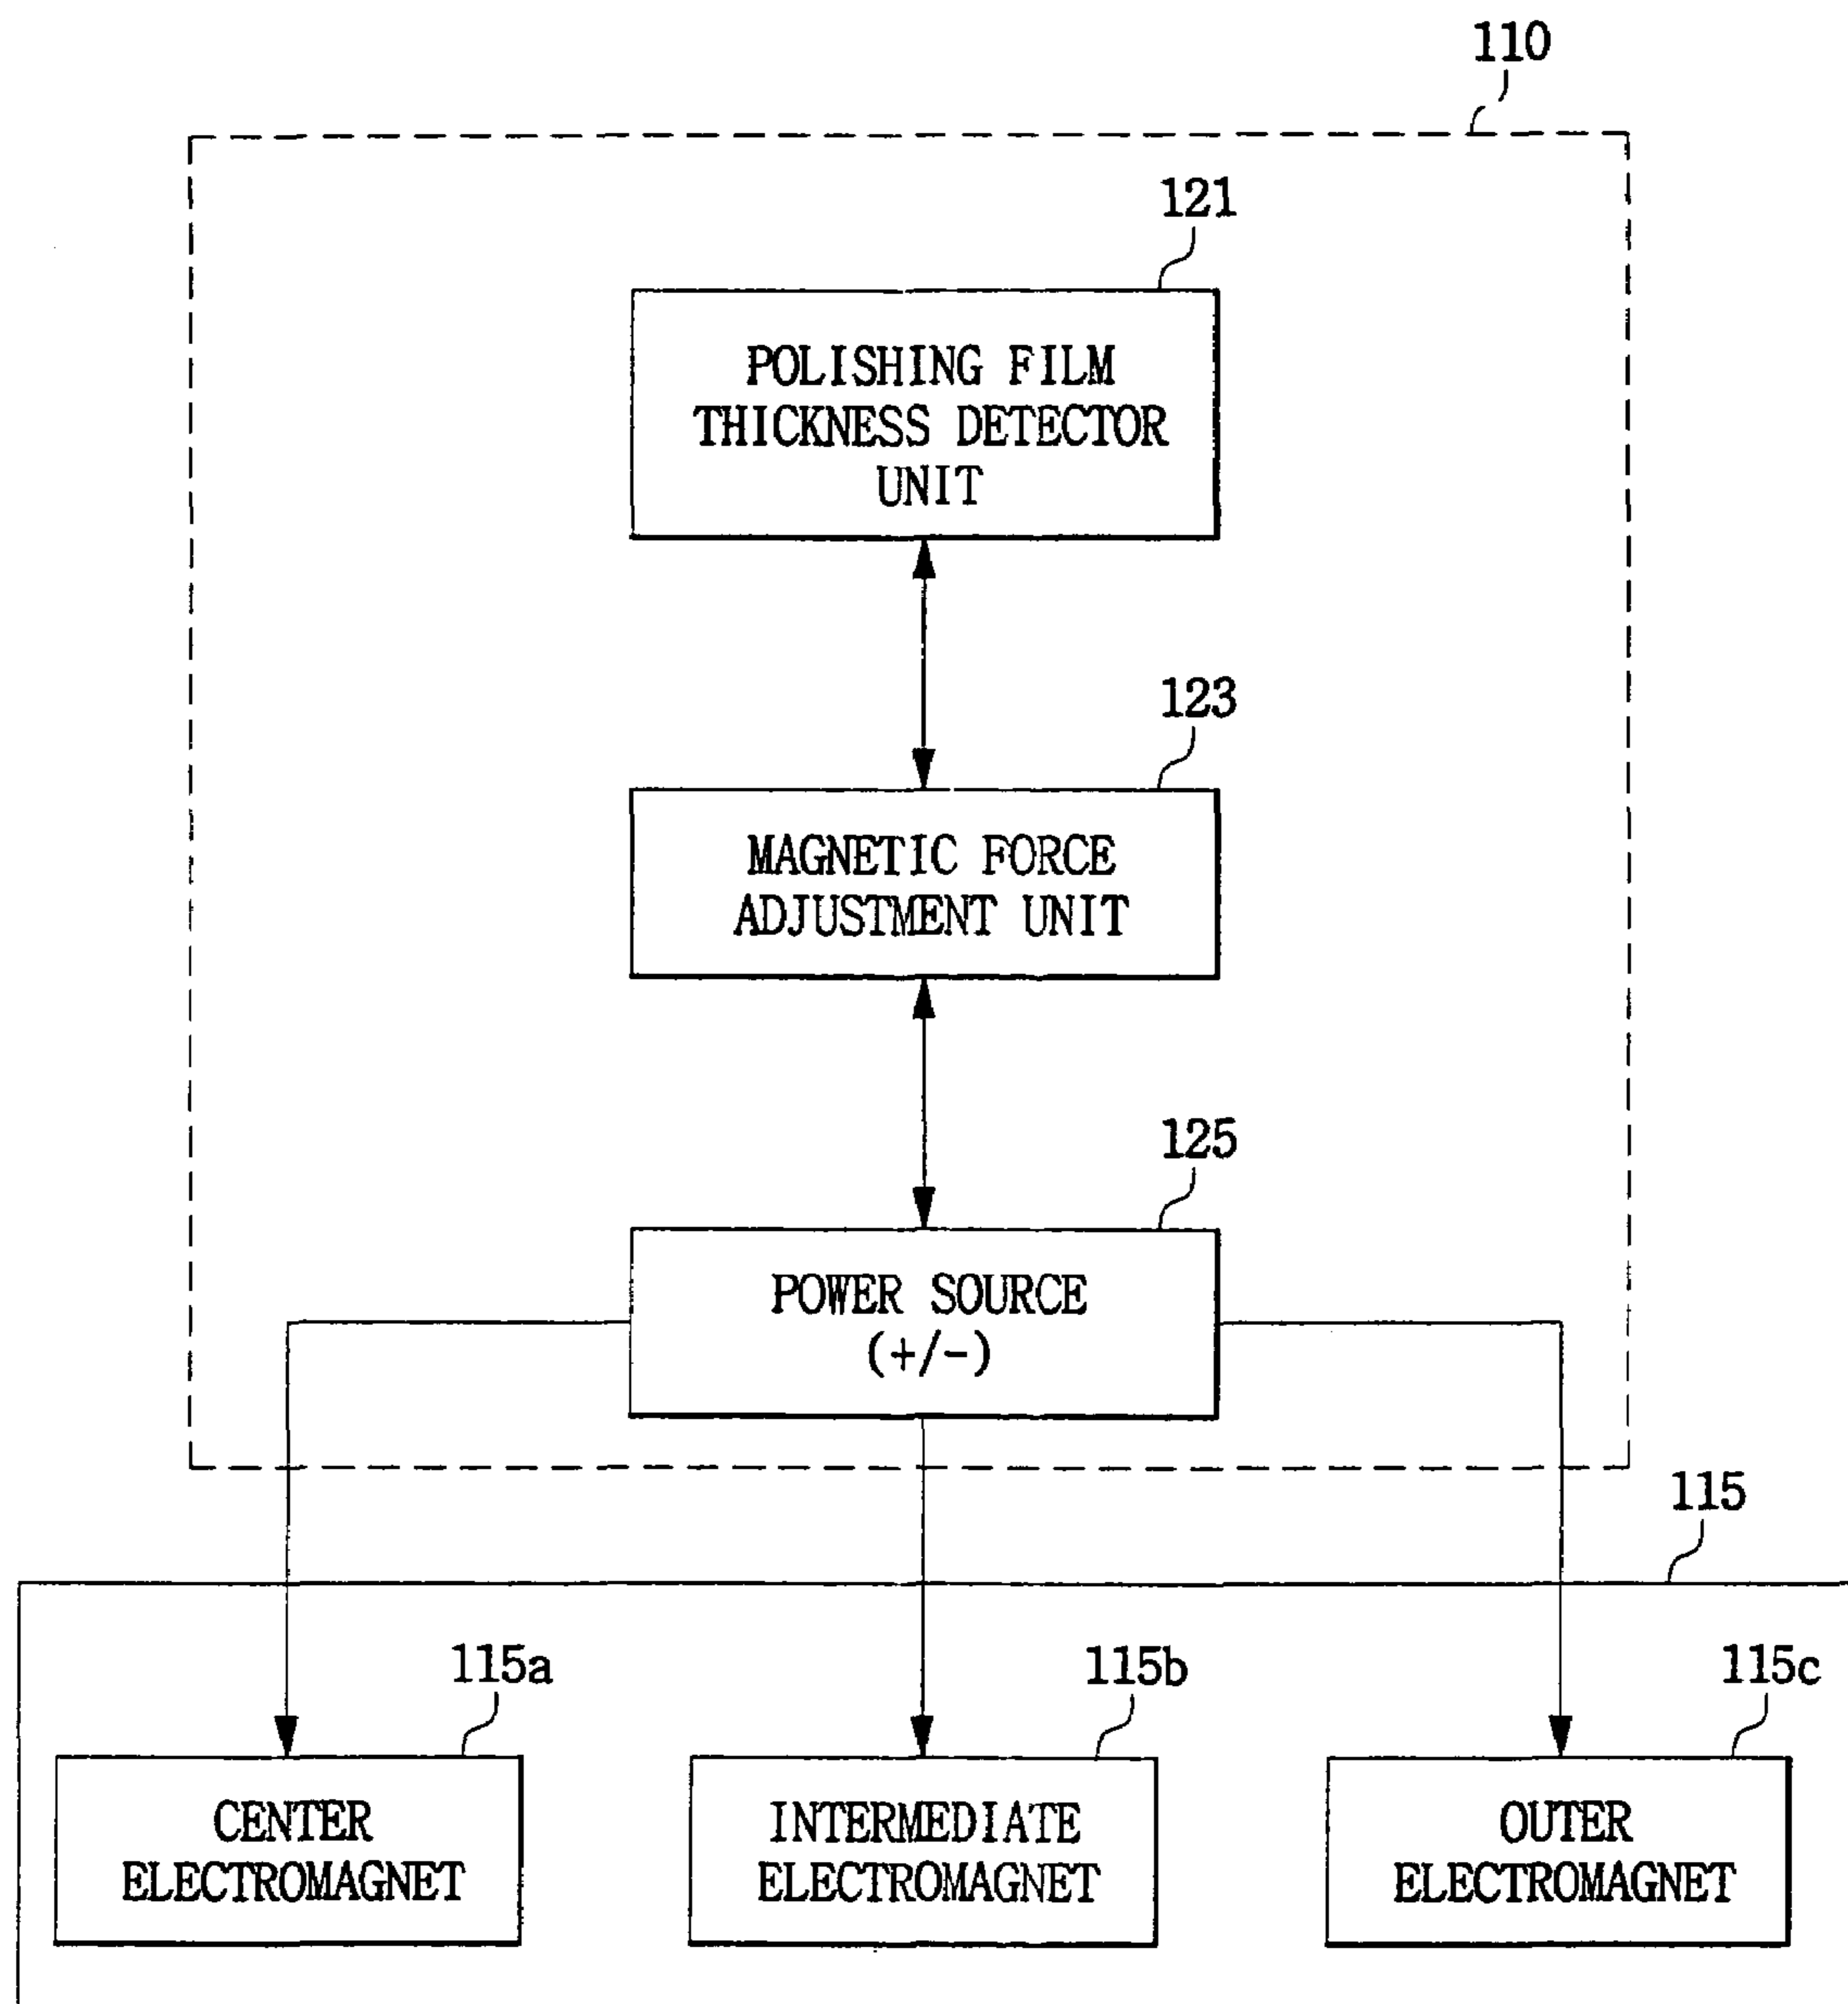 110
121
POLISHING FILM
THICKNESS DETECTOR
UNIT
123
MAGNETIC FORCE
ADJUSTMENT UNIT
125
POWER SOURCE
(+/-)
115
115a
115b
115c
CENTER
ELECTROMAGNET
INTERMEDIATE
ELECTROMAGNET
OUTER
ELECTROMAGNET